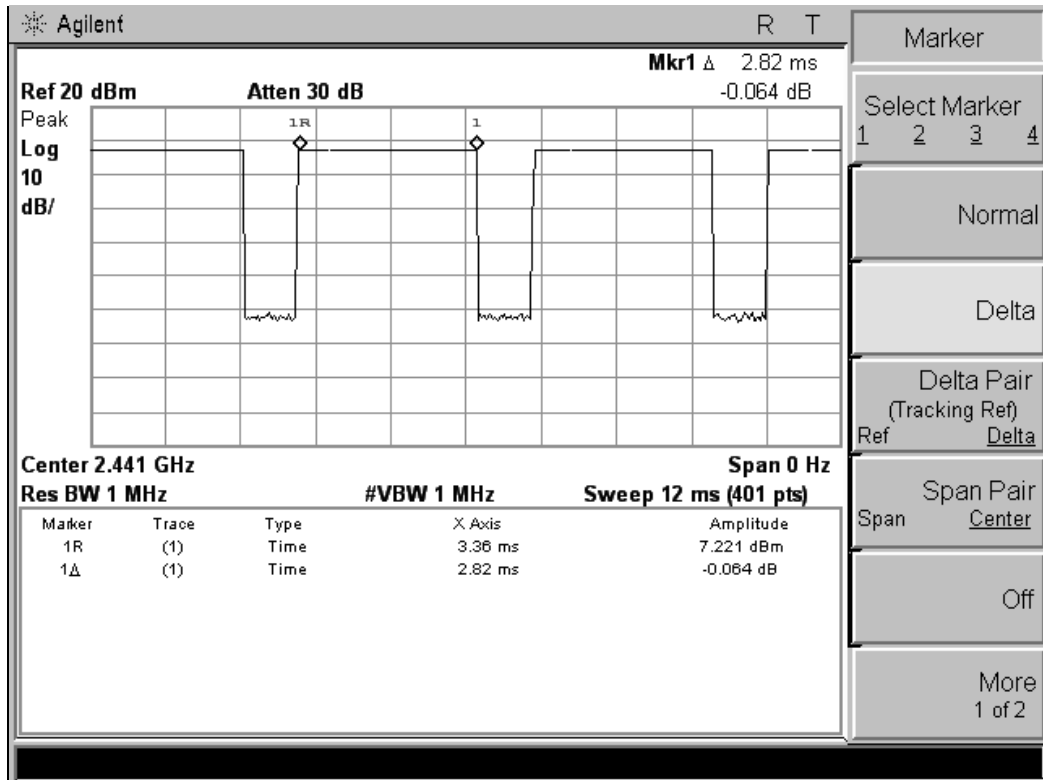 Agilent R T
Mkr1 Δ 2.82 ms
Ref 20 dBm Atten 30 dB -0.064 dB
Peak
Log
10
dB/
1R 1
Center 2.441 GHz Span 0 Hz
Res BW 1 MHz #VBW 1 MHz Sweep 12 ms (401 pts)
Marker Trace Type X Axis Amplitude
1R (1) Time 3.36 ms 7.221 dBm
1Δ (1) Time 2.82 ms -0.064 dB
Marker
Select Marker
1 2 3 4
Normal
Delta
Delta Pair
(Tracking Ref)
Ref Delta
Span Pair
Span Center
Off
More
1 of 2